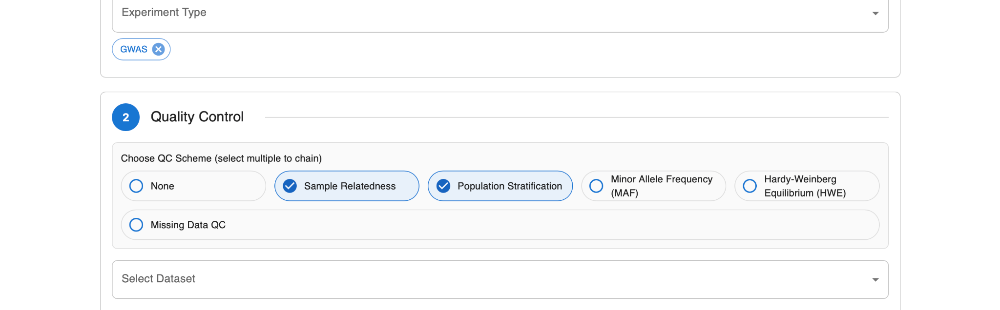 Experiment Type
GWAS
2 Quality Control
Choose QC Scheme (select multiple to chain)
None
Sample Relatedness
Population Stratification
Minor Allele Frequency
(MAF)
Hardy-Weinberg
Equilibrium (HWE)
Missing Data QC
Select Dataset